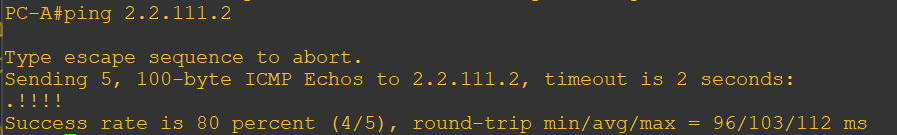 PC-A#ping 2.2.111.2
Type escape sequence to abort.
Sending 5, 100-byte ICMP Echos to 2.2.111.2, timeout is 2 seconds:
.!!!!
Success rate is 80 percent (4/5), round-trip min/avg/max = 96/103/112 ms